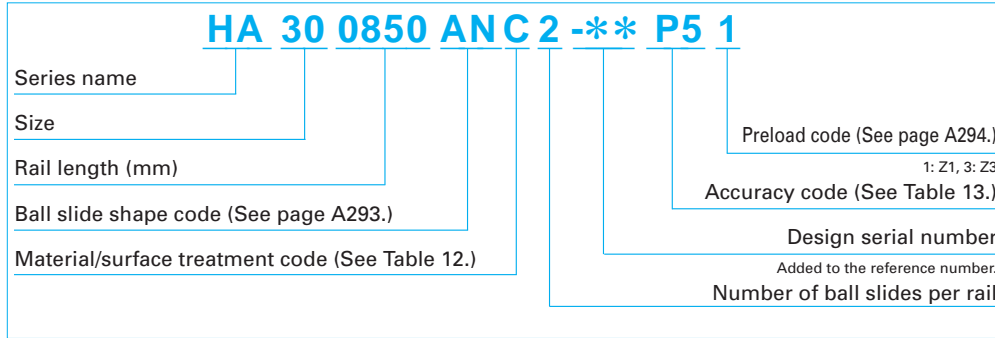 HA 30 0850 AN C 2 -** P5 1
Series name
Size
Rail length (mm)
Ball slide shape code (See page A293.)
Material/surface treatment code (See Table 12.)
Preload code (See page A294.)
1: Z1, 3: Z3
Accuracy code (See Table 13.)
Design serial number
Added to the reference number.
Number of ball slides per rail